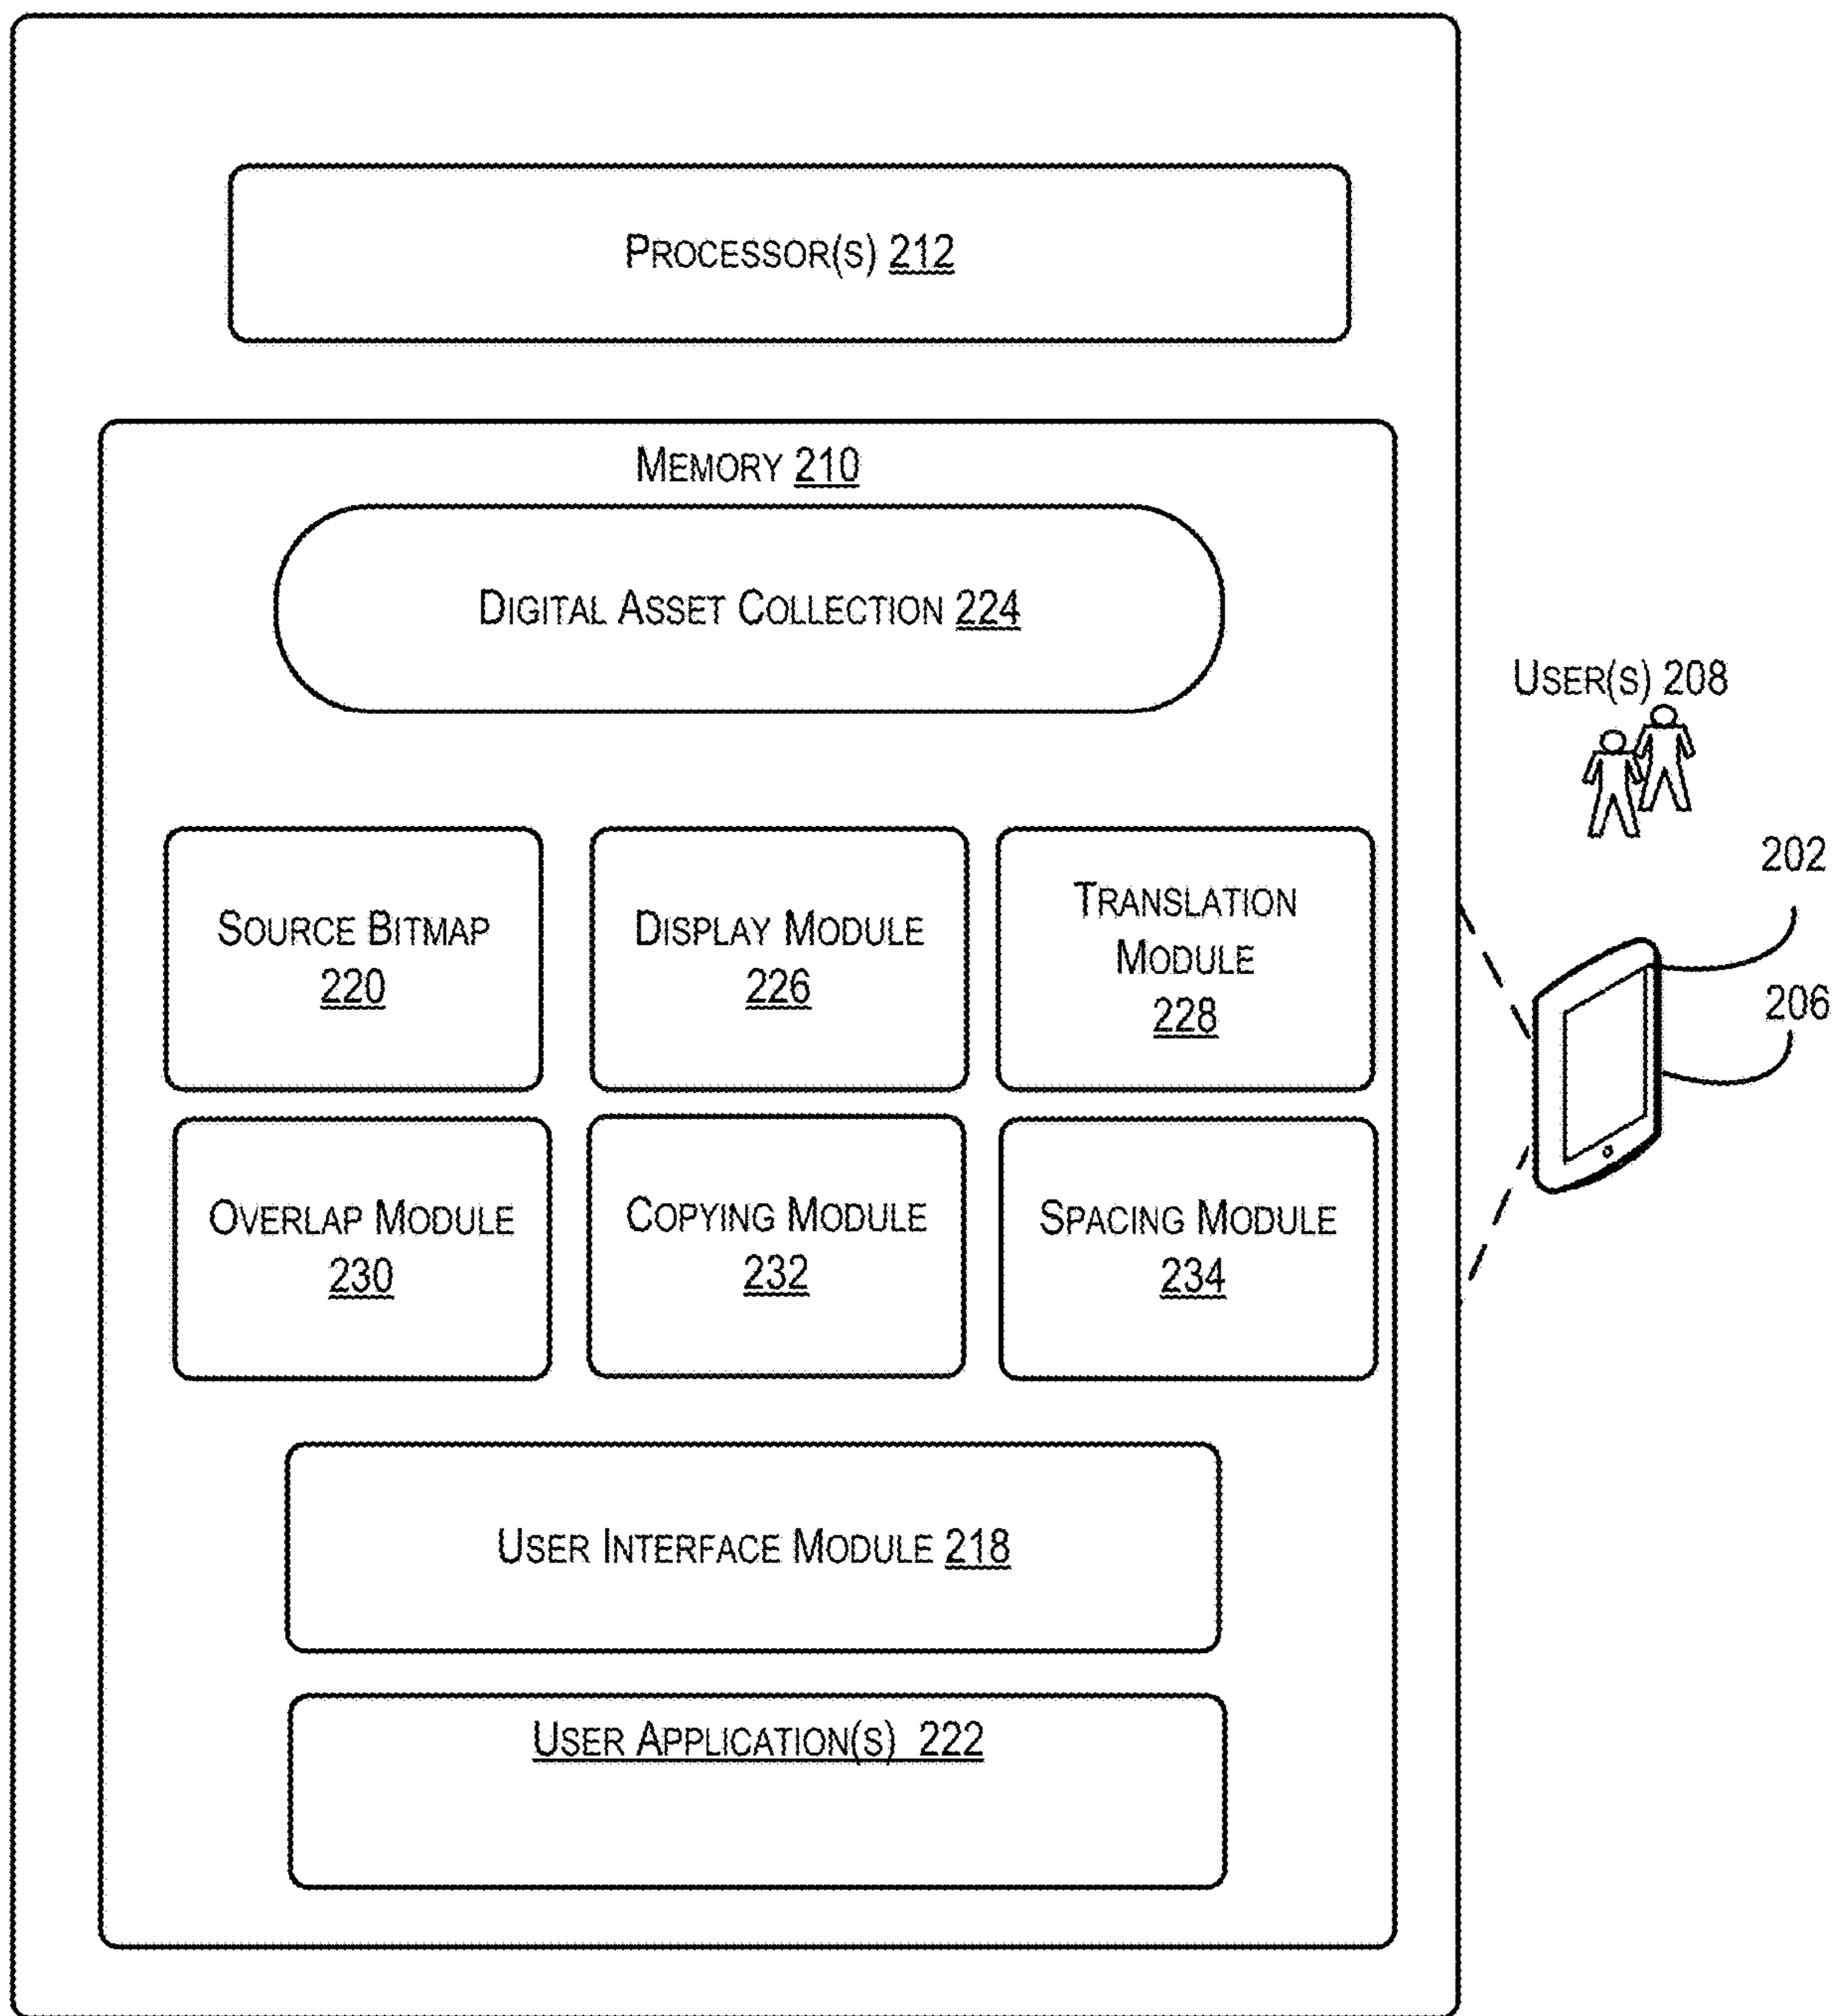 PROCESSOR(S) 212
MEMORY 210
DIGITAL ASSET COLLECTION 224
USER(S) 208
202
206
SOURCE BITMAP
220
DISPLAY MODULE
226
TRANSLATION
MODULE
228
OVERLAP MODULE
230
COPYING MODULE
232
SPACING MODULE
234
USER INTERFACE MODULE 218
USER APPLICATION(S) 222